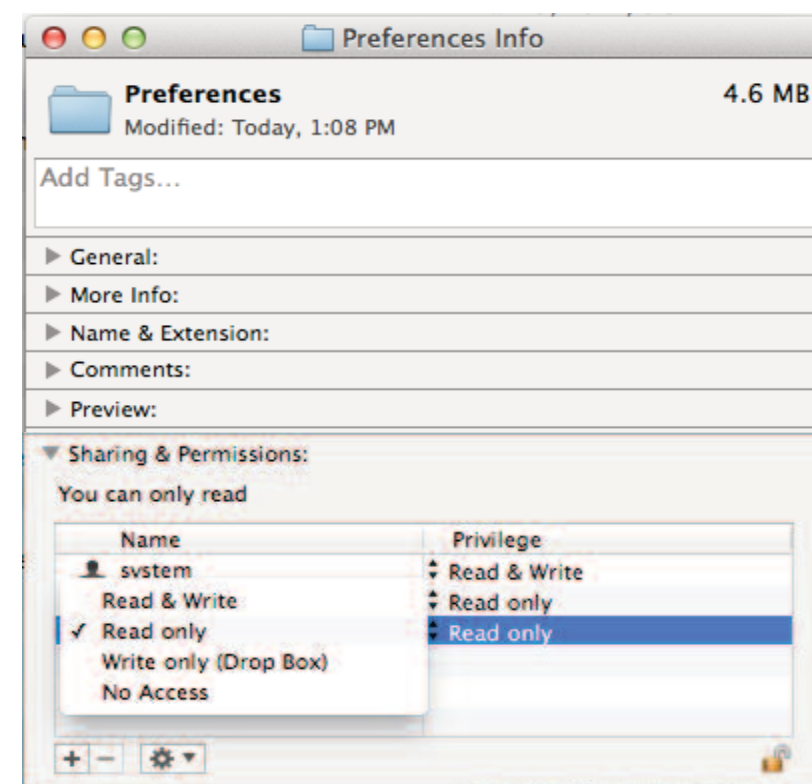 Preferences Info
Preferences 4.6 MB
Modified: Today, 1:08 PM
Add Tags...
General:
More Info:
Name & Extension:
Comments:
Preview:
Sharing & Permissions:
You can only read
Name Privilege
system Read & Write
Read & Write Read only
✓ Read only Read only
Write only (Drop Box)
No Access